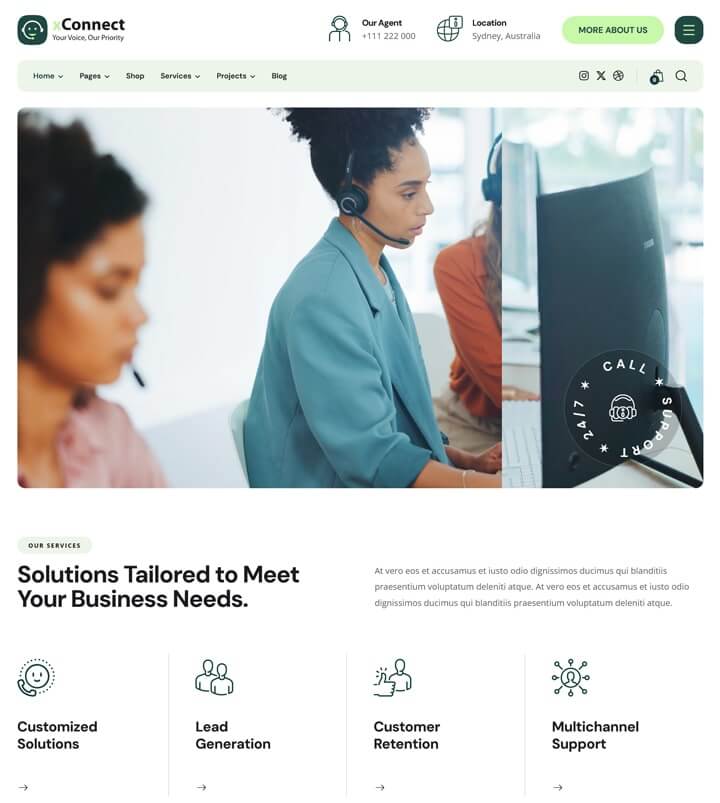 xConnect
Your Voice, Our Priority
Our Agent
+111 222 000
Location
Sydney, Australia
MORE ABOUT US
Home
Pages
Shop
Services
Projects
Blog
0
CALL ★ SUPPORT ★ 24/7 ★
OUR SERVICES
Solutions Tailored to Meet
Your Business Needs.
At vero eos et accusamus et iusto odio dignissimos ducimus qui blanditiis
praesentium voluptatum deleniti atque. At vero eos et accusamus et iusto odio
dignissimos ducimus qui blanditiis praesentium voluptatum deleniti atque.
Customized
Solutions
Lead
Generation
Customer
Retention
Multichannel
Support